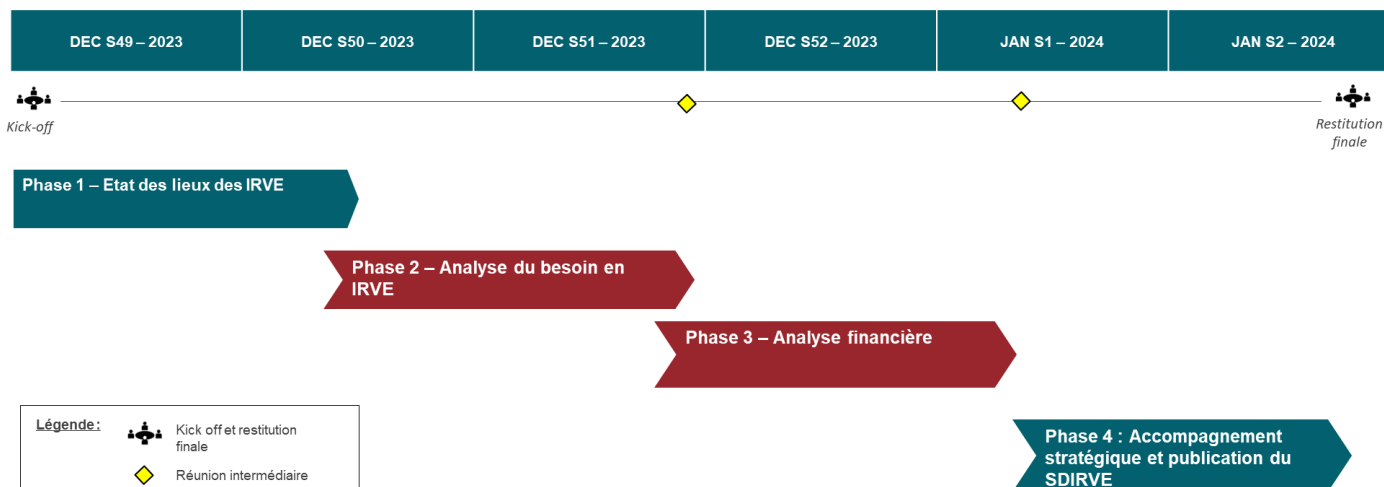 DEC S49 – 2023
DEC S50 – 2023
DEC S51 – 2023
DEC S52 – 2023
JAN S1 – 2024
JAN S2 – 2024
Kick-off
Restitution
finale
Phase 1 – Etat des lieux des IRVE
Phase 2 – Analyse du besoin en
IRVE
Phase 3 – Analyse financière
Phase 4 : Accompagnement
stratégique et publication du
SDIRVE
Légende :
Kick off et restitution
finale
Réunion intermédiaire